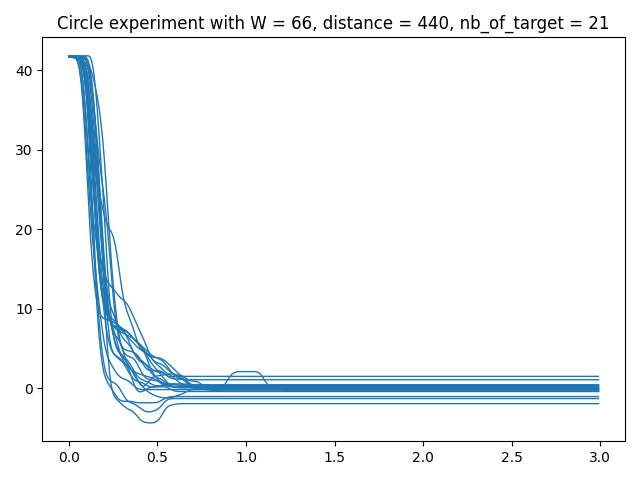 Circle experiment with W = 66, distance = 440, nb_of_target = 21
40
30
20
10
0
0.0 0.5 1.0 1.5 2.0 2.5 3.0